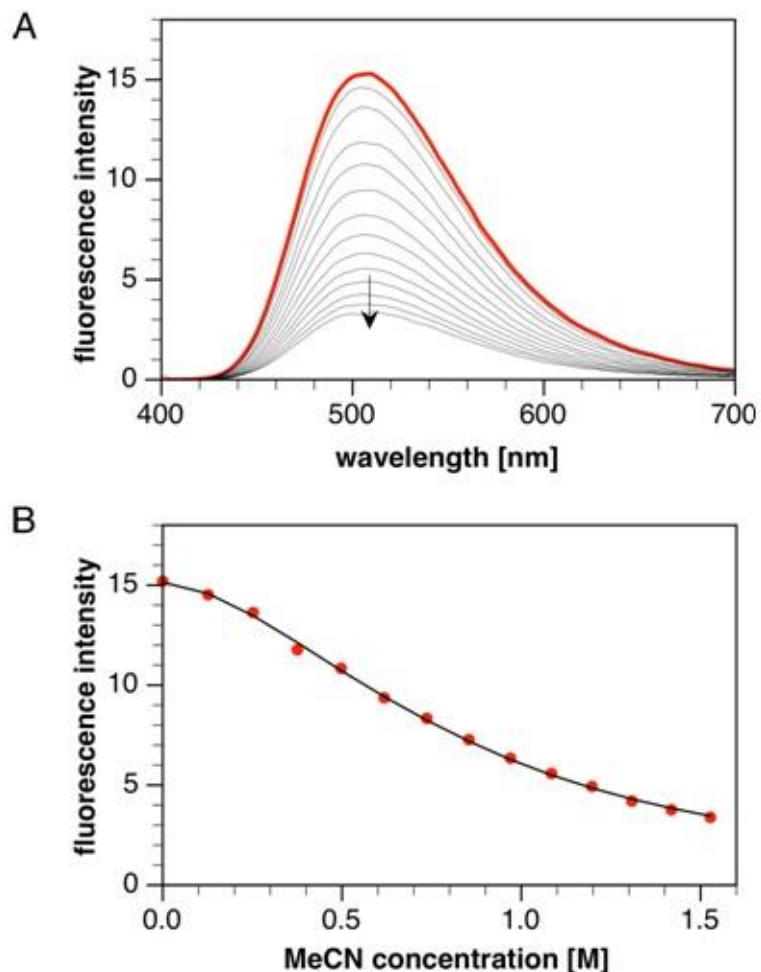 A
fluorescence intensity
15
10
5
0
400
500
600
700
wavelength [nm]
B
fluorescence intensity
15
10
5
0
0.0
0.5
1.0
1.5
MeCN concentration [M]